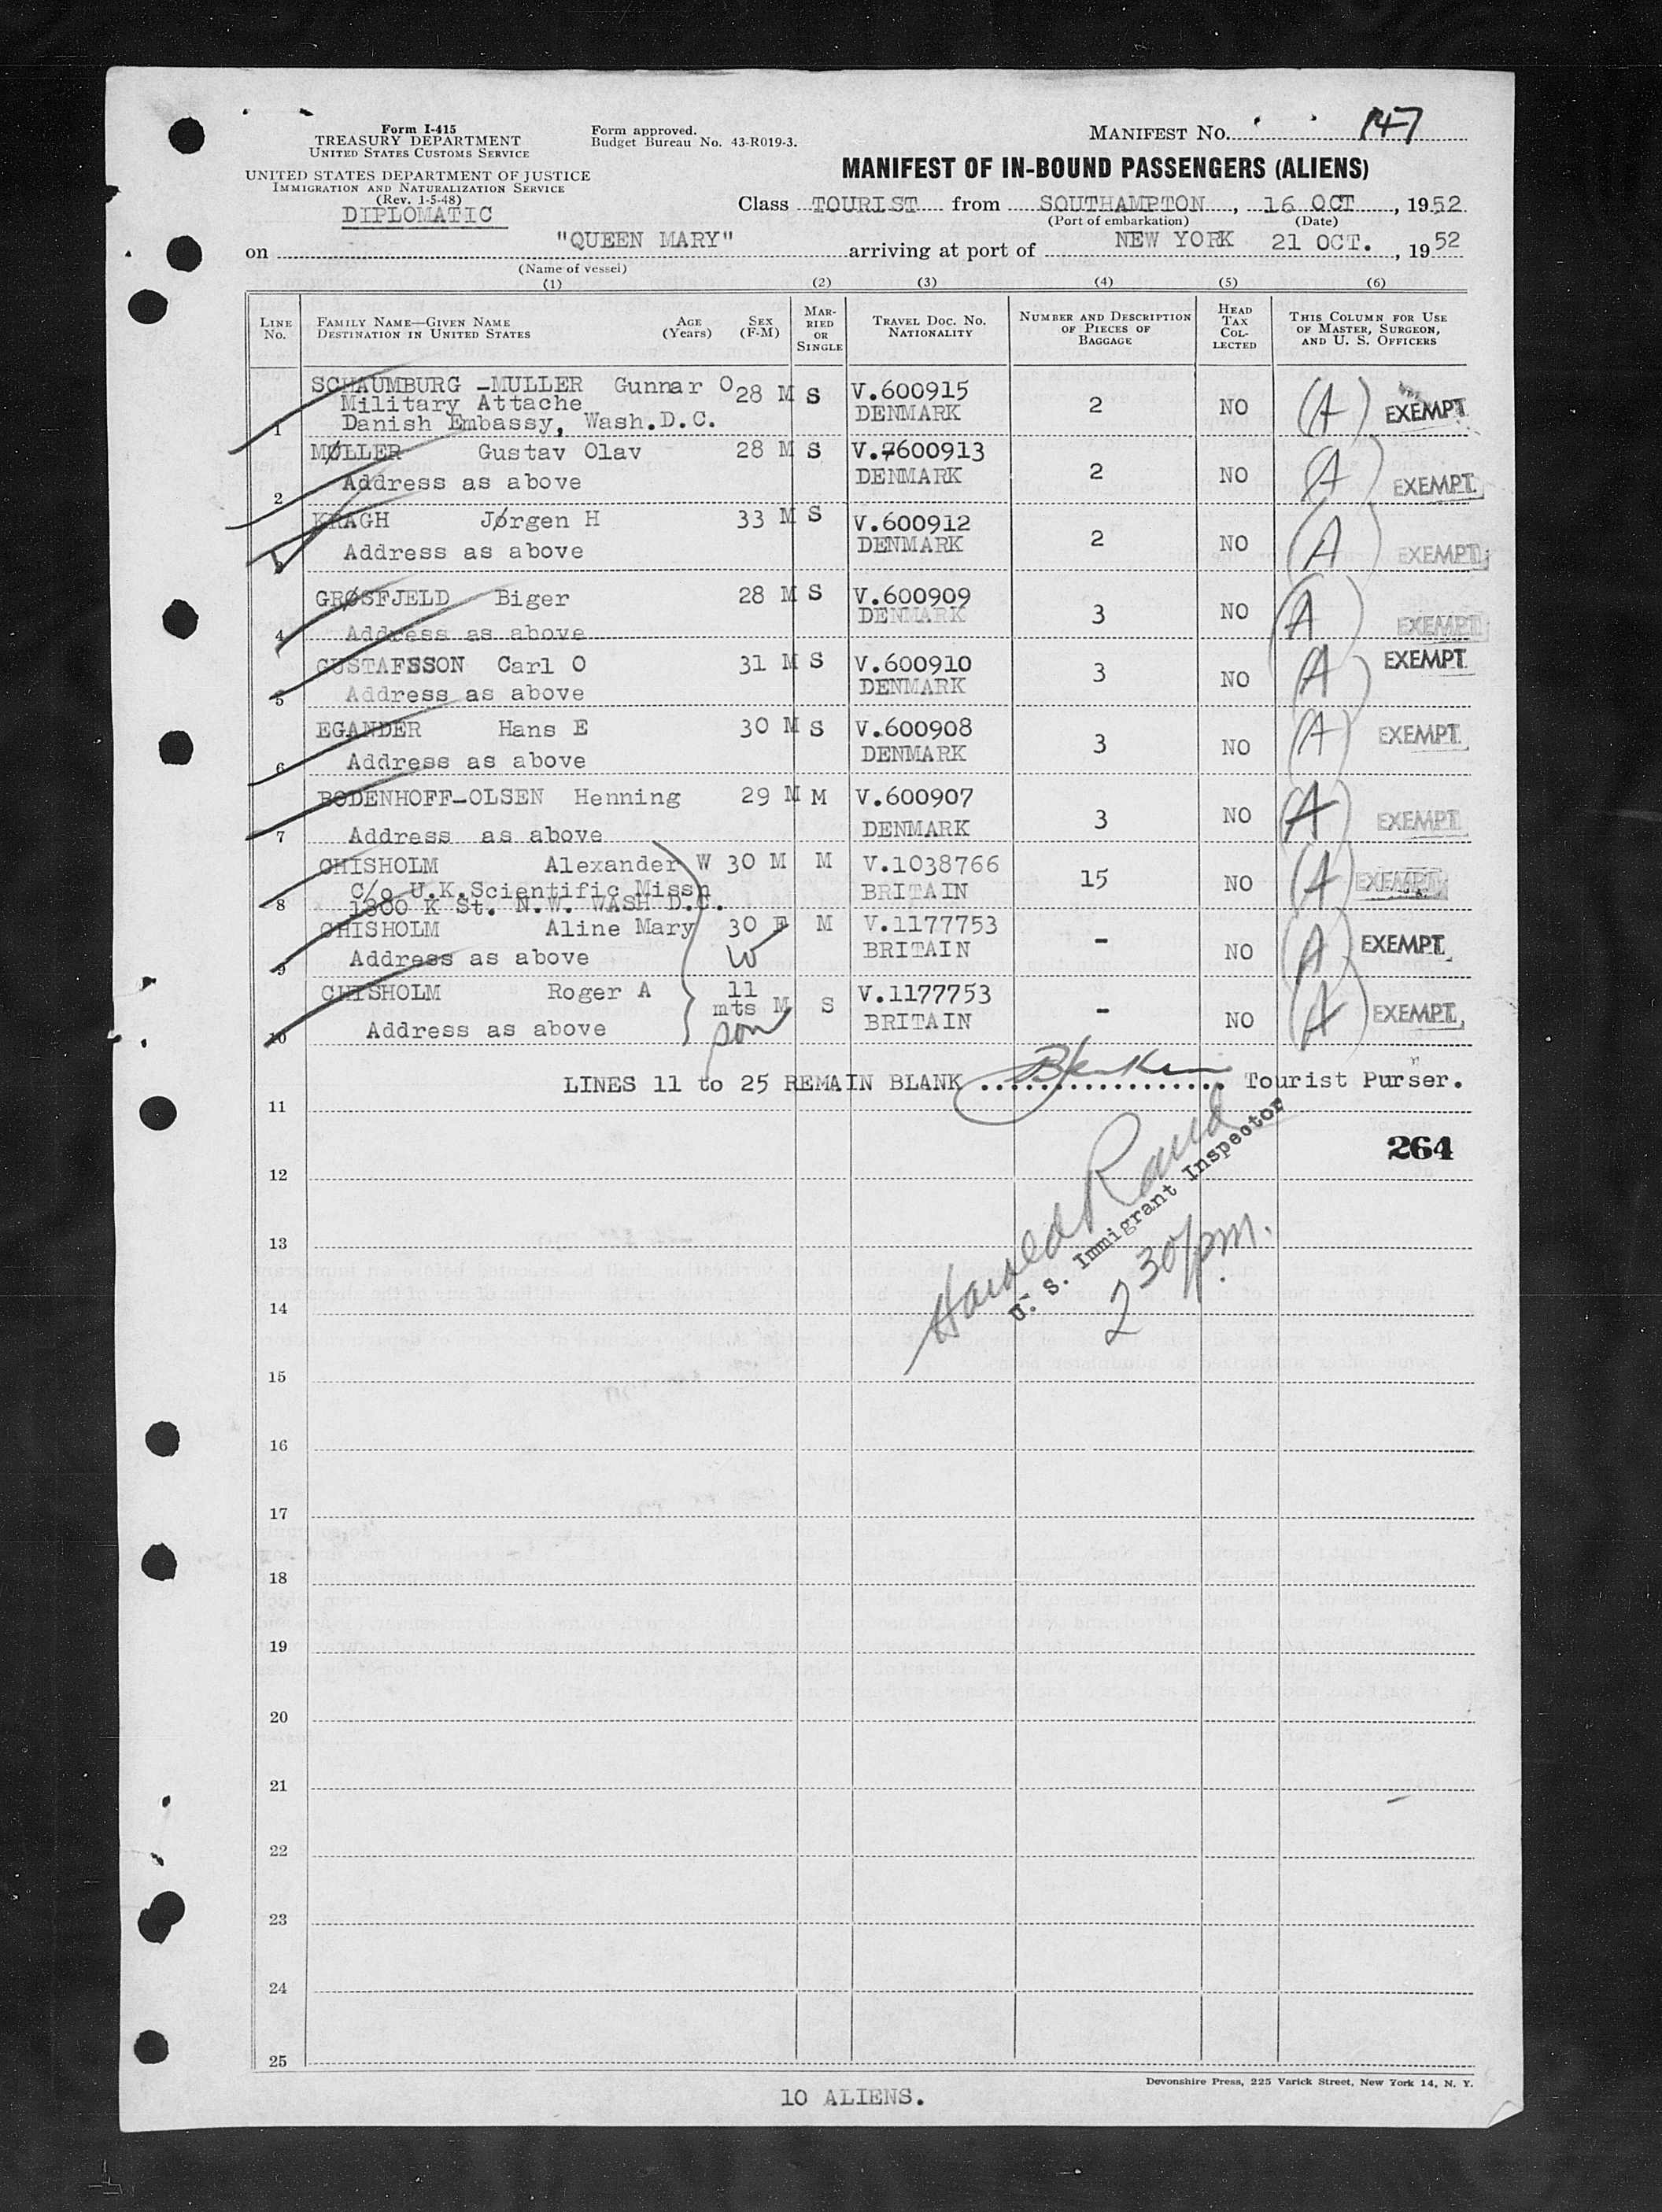 Form I-415
TREASURY DEPARTMENT
UNITED STATES CUSTOMS SERVICE
UNITED STATES DEPARTMENT OF JUSTICE
IMMIGRATION AND NATURALIZATION SERVICE
(Rev. 1-5-48)
DIPLOMATIC
Form approved.
Budget Bureau No. 43-R019-3.
MANIFEST No. 147
MANIFEST OF IN-BOUND PASSENGERS (ALIENS)
Class TOURIST from SOUTHAMPTON, 16 OCT, 1952
(Port of embarkation) (Date)
on "QUEEN MARY" arriving at port of NEW YORK 21 OCT., 1952
(Name of vessel)
(1) (2) (3) (4) (5) (6)
LINE No. FAMILY NAME—GIVEN NAME DESTINATION IN UNITED STATES AGE (Years) SEX (F-M) MARRIED OR SINGLE TRAVEL DOC. NO. NATIONALITY NUMBER AND DESCRIPTION OF PIECES OF BAGGAGE HEAD TAX COLLECTED THIS COLUMN FOR USE OF MASTER, SURGEON, AND U. S. OFFICERS
SCHAUMBURG -MULLER Gunnar O 28 M S V.600915
Military Attache DENMARK 2 NO (A) EXEMPT
1 Danish Embassy, Wash.D.C.
MØLLER Gustav Olav 28 M S V.7600913
2 Address as above DENMARK 2 NO (A) EXEMPT
KRAGH Jørgen H 33 M S V.600912
3 Address as above DENMARK 2 NO (A) EXEMPT
GRØSFJELD Biger 28 M S V.600909
4 Address as above DENMARK 3 NO (A) EXEMPT
GUSTAFSSON Carl O 31 M S V.600910
5 Address as above DENMARK 3 NO (A) EXEMPT
EGANDER Hans E 30 M S V.600908
6 Address as above DENMARK 3 NO (A) EXEMPT
BODENHOFF-OLSEN Henning 29 M M V.600907
7 Address as above DENMARK 3 NO (A) EXEMPT
CHISHOLM Alexander W 30 M M V.1038766
C/o U.K.Scientific Missn BRITAIN 15 NO (A) EXEMPT
8 1800 K St. N.W. WASH D.C.
CHISHOLM Aline Mary 30 F M V.1177753
9 Address as above W BRITAIN - NO (A) EXEMPT
CHISHOLM Roger A 11 mts M S V.1177753
10 Address as above son BRITAIN - NO (A) EXEMPT
LINES 11 to 25 REMAIN BLANK .................. Tourist Purser.
11
264
12
Harold Rand
U. S. Immigrant Inspector
2 30 pm.
13
14
15
16
17
18
19
20
21
22
23
24
25
Devonshire Press, 225 Varick Street, New York 14, N. Y.
10 ALIENS.